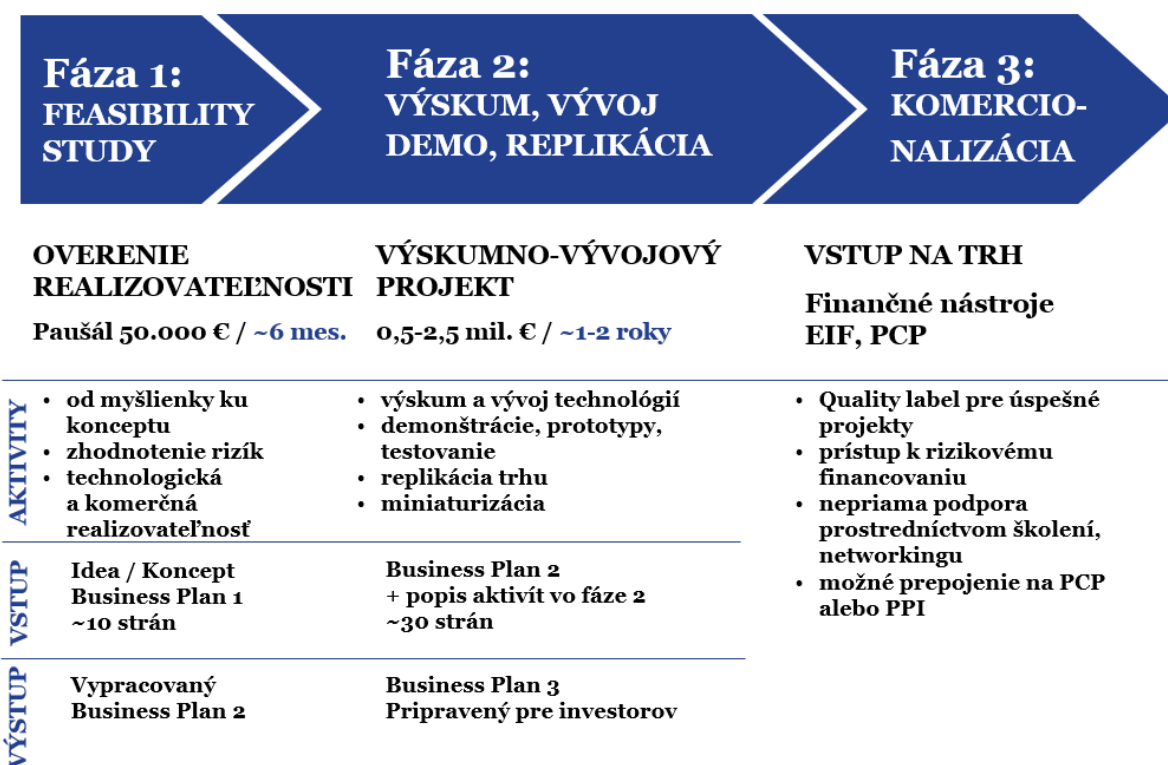 Fáza 1:
FEASIBILITY
STUDY
Fáza 2:
VÝSKUM, VÝVOJ
DEMO, REPLIKÁCIA
Fáza 3:
KOMERCIO-
NALIZÁCIA
OVERENIE
REALIZOVATEĽNOSTI
Paušál 50.000 € / ~6 mes.
VÝSKUMNO-VÝVOJOVÝ
PROJEKT
0,5-2,5 mil. € / ~1-2 roky
VSTUP NA TRH
Finančné nástroje
EIF, PCP
AKTIVITY
• od myšlienky ku
konceptu
• zhodnotenie rizík
• technologická
a komerčná
realizovateľnosť
• výskum a vývoj technológií
• demonštrácie, prototypy,
testovanie
• replikácia trhu
• miniaturizácia
• Quality label pre úspešné
projekty
• prístup k rizikovému
financovaniu
• nepriama podpora
prostredníctvom školení,
networkingu
• možné prepojenie na PCP
alebo PPI
VSTUP
Idea / Koncept
Business Plan 1
~10 strán
Business Plan 2
+ popis aktivít vo fáze 2
~30 strán
VÝSTUP
Vypracovaný
Business Plan 2
Business Plan 3
Pripravený pre investorov